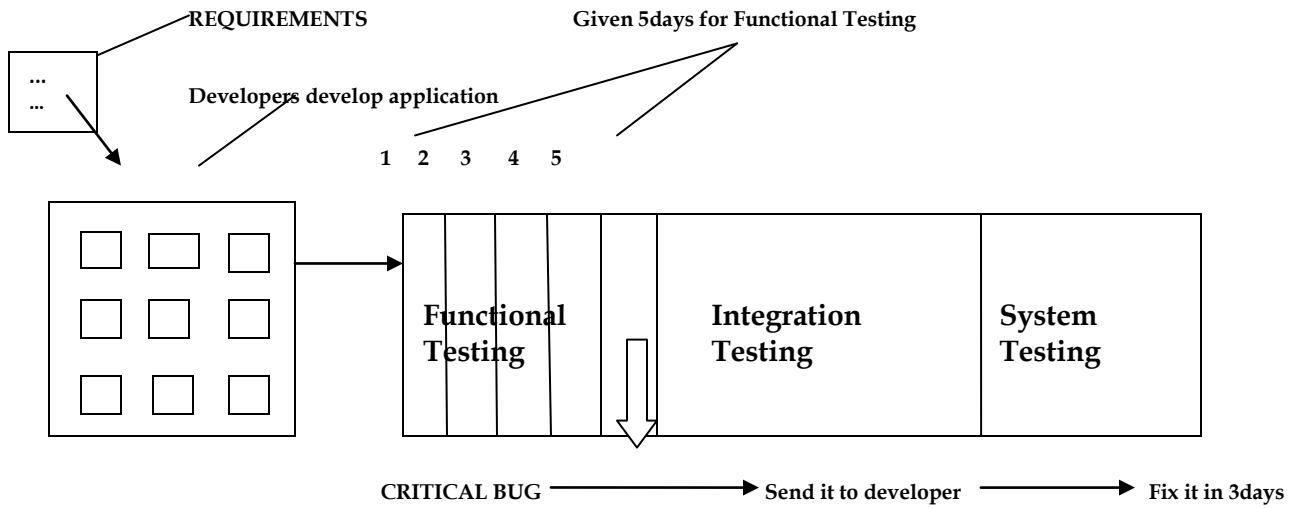 REQUIREMENTS
Given 5days for Functional Testing
...
...
Developers develop application
1 2 3 4 5
Functional
Testing
Integration
Testing
System
Testing
CRITICAL BUG
Send it to developer
Fix it in 3days